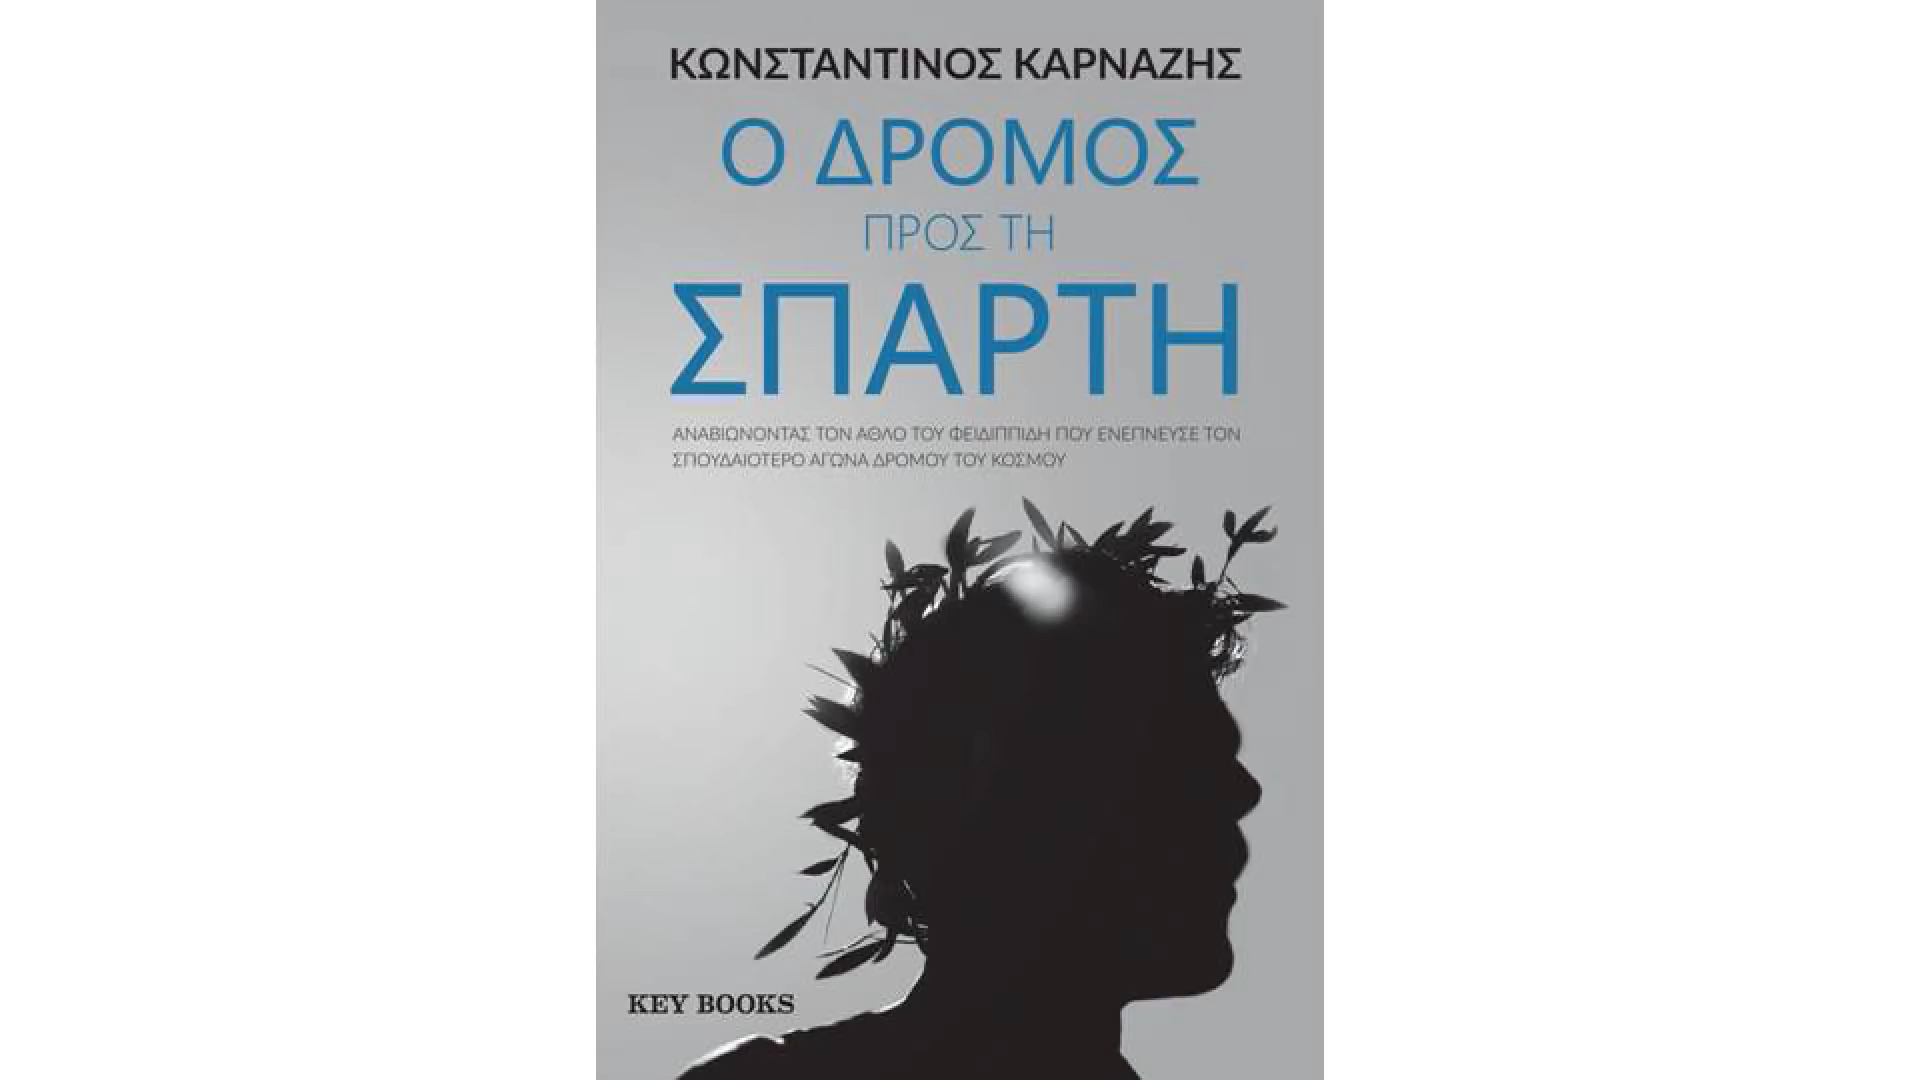 ΚΩΝΣΤΑΝΤΙΝΟΣ ΚΑΡΝΑΖΗΣ
Ο ΔΡΟΜΟΣ
ΠΡΟΣ ΤΗ
ΣΠΑΡΤΗ
ΑΝΑΒΙΩΝΟΝΤΑΣ ΤΟΝ ΑΘΛΟ ΤΟΥ ΦΕΙΔΙΠΠΙΔΗ ΠΟΥ ΕΝΕΠΝΕΥΣΕ ΤΟΝ
ΣΠΟΥΔΑΙΟΤΕΡΟ ΑΓΩΝΑ ΔΡΟΜΟΥ ΤΟΥ ΚΟΣΜΟΥ
KEY BOOKS